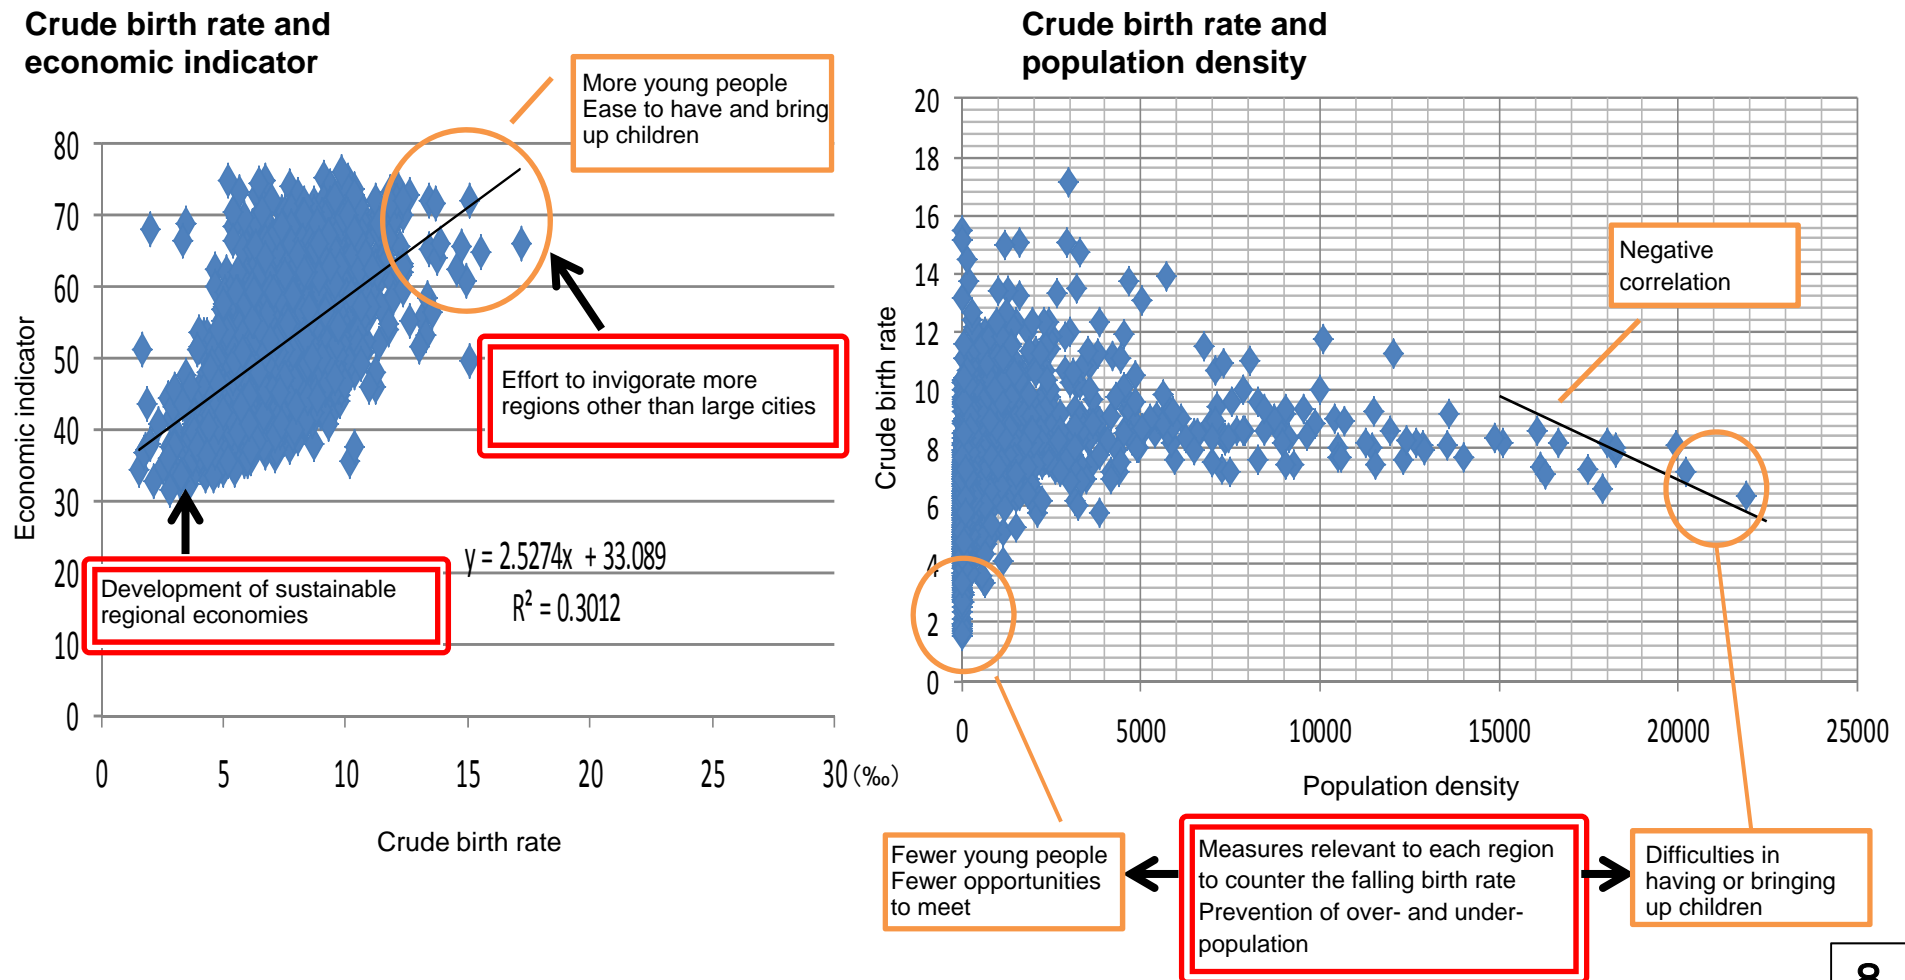 Crude birth rate and
economic indicator
More young people
Ease to have and bring
up children
80
70
60
50
40
30
20
10
0
Economic indicator
Effort to invigorate more
regions other than large cities
Development of sustainable
regional economies
y = 2.5274x + 33.089
R² = 0.3012
0 5 10 15 20 25 30 (‰)
Crude birth rate
Crude birth rate and
population density
20
18
16
14
12
10
8
6
4
2
0
Crude birth rate
Negative
correlation
0 5000 10000 15000 20000 25000
Population density
Fewer young people
Fewer opportunities
to meet
Measures relevant to each region
to counter the falling birth rate
Prevention of over- and under-
population
Difficulties in
having or bringing
up children
8